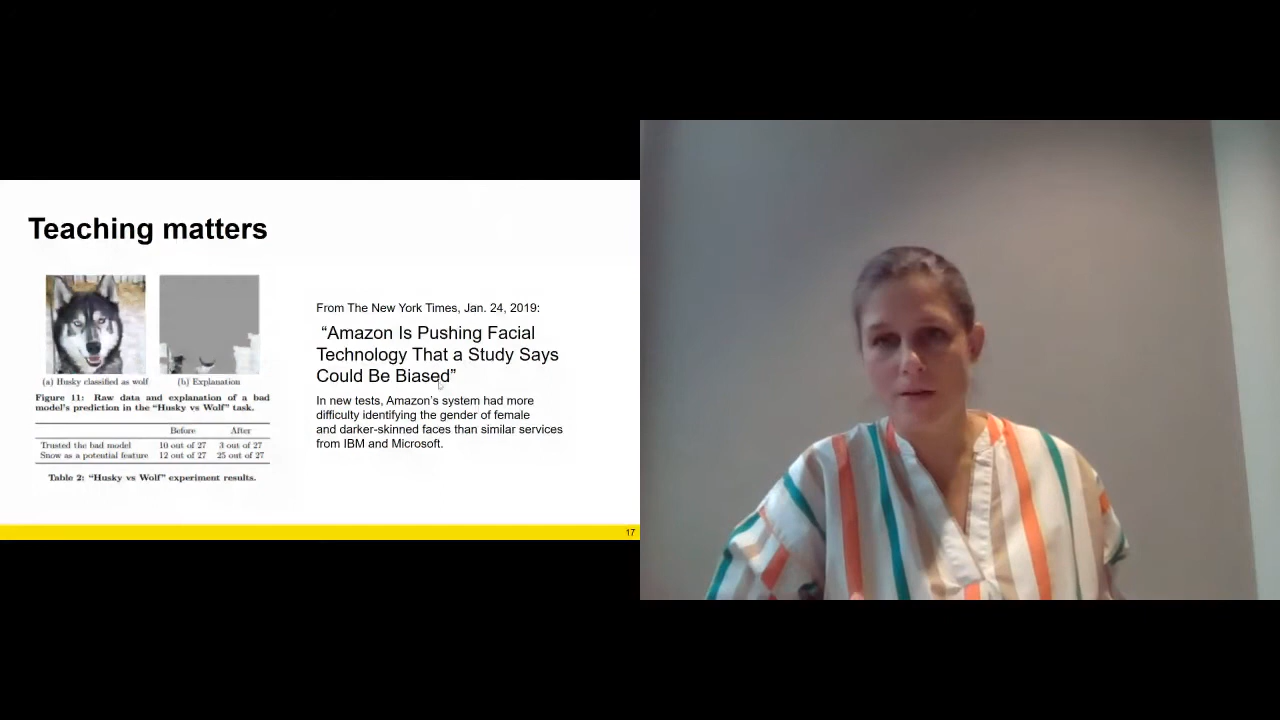 Teaching matters
(a) Husky classified as wolf
(b) Explanation
Figure 11: Raw data and explanation of a bad
model's prediction in the "Husky vs Wolf" task.
Before After
Trusted the bad model 10 out of 27 3 out of 27
Snow as a potential feature 12 out of 27 25 out of 27
Table 2: "Husky vs Wolf" experiment results.
From The New York Times, Jan. 24, 2019:
“Amazon Is Pushing Facial
Technology That a Study Says
Could Be Biased”
In new tests, Amazon’s system had more
difficulty identifying the gender of female
and darker-skinned faces than similar services
from IBM and Microsoft.
17